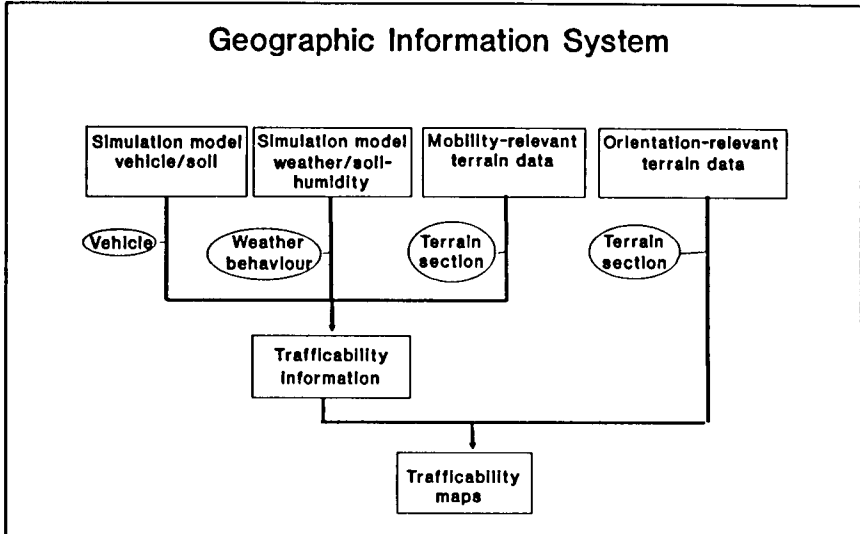 Geographic Information System
Simulation model
vehicle/soil
Simulation model
weather/soil-
humidity
Mobility-relevant
terrain data
Orientation-relevant
terrain data
Vehicle
Weather
behaviour
Terrain
section
Terrain
section
Trafficability
information
Trafficability
maps